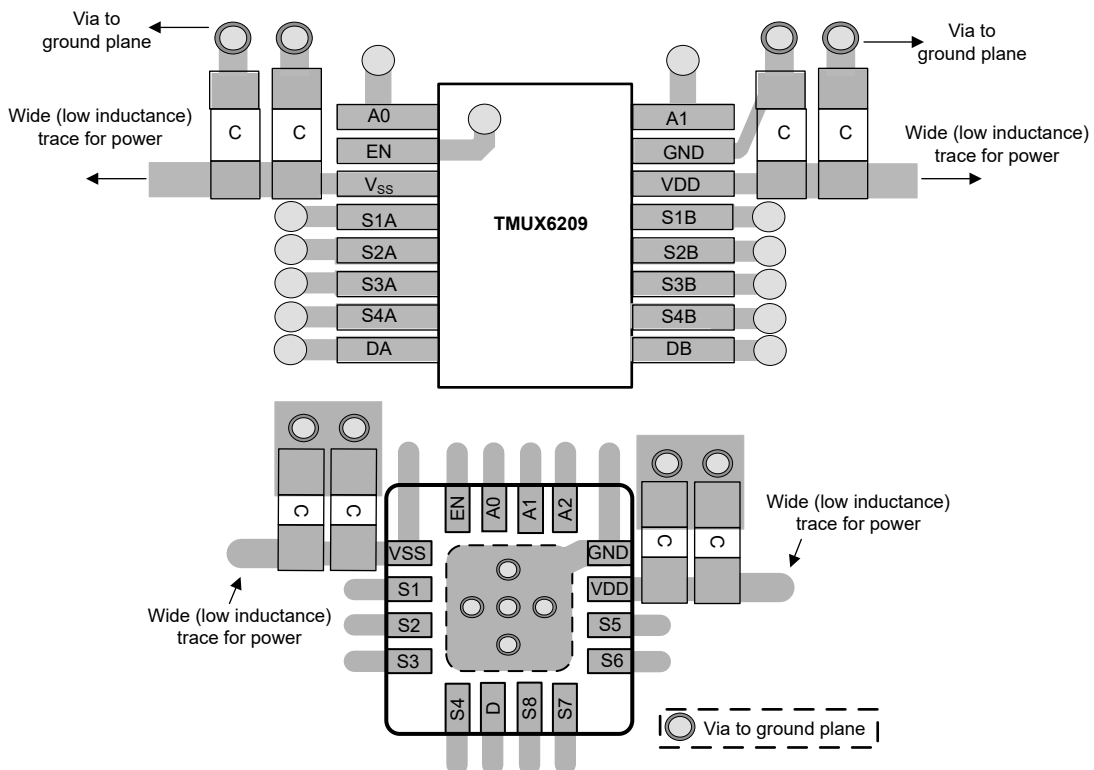 Via to
ground plane
Via to
ground plane
Wide (low inductance)
trace for power
C
C
A0
EN
VSS
S1A
S2A
S3A
S4A
DA
TMUX6209
A1
GND
VDD
S1B
S2B
S3B
S4B
DB
C
C
Wide (low inductance)
trace for power
C
C
EN
A0
A1
A2
VSS
S1
S2
S3
GND
VDD
S5
S6
S4
D
S8
S7
C
C
Wide (low inductance)
trace for power
Wide (low inductance)
trace for power
Via to ground plane